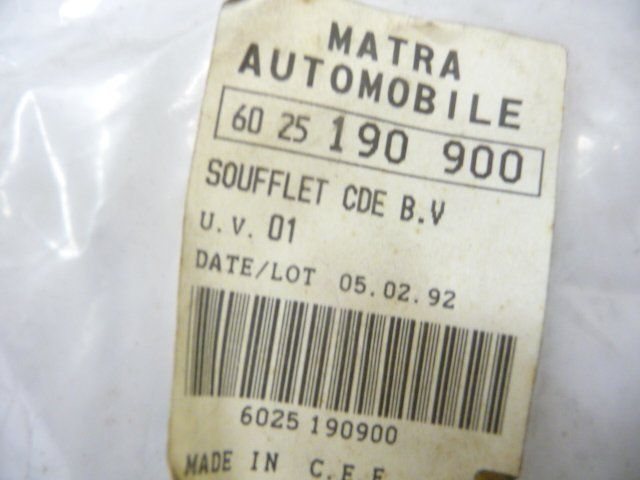 MATRA
AUTOMOBILE
60 25 190 900
SOUFFLET CDE B.V
U.V. 01
DATE/LOT 05.02.92
6025 190900
MADE IN C.E.E